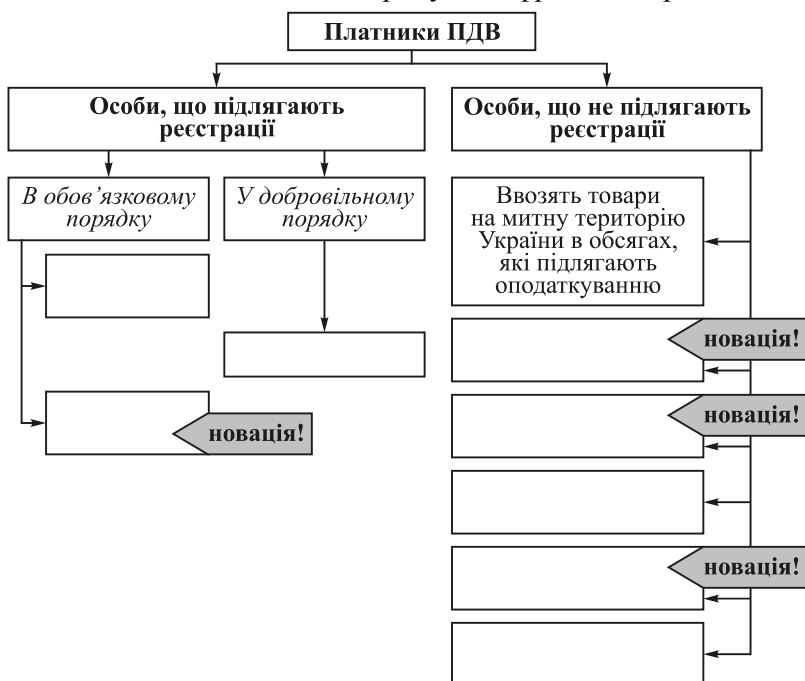 Платники ПДВ
Особи, що підлягають
реєстрації
Особи, що не підлягають
реєстрації
В обов’язковому
порядку
У добровільному
порядку
Ввозять товари
на митну територію
України в обсягах,
які підлягають
оподаткуванню
новація!
новація!
новація!
новація!